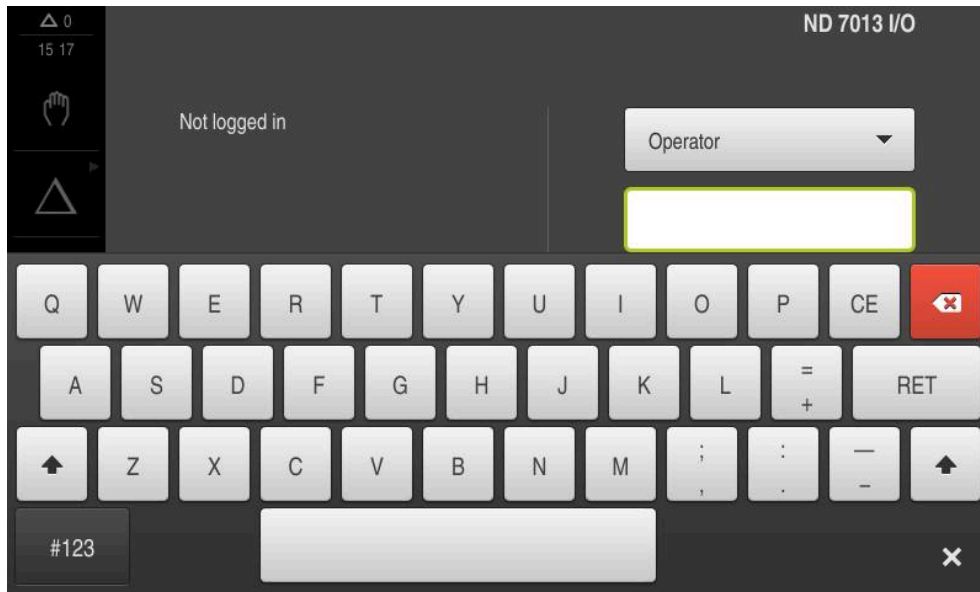 0
ND 7013 I/O
15 17
Not logged in
Operator
Q W E R T Y U I O P CE
A S D F G H J K L = + RET
Z X C V B N M ; , : . — –
#123